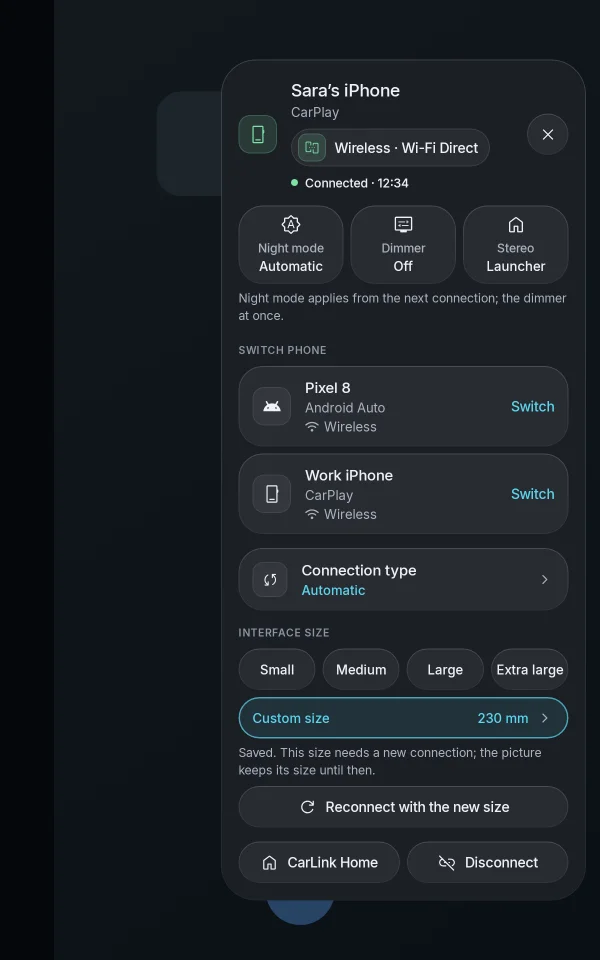 Sara’s iPhone
CarPlay
Wireless · Wi-Fi Direct
Connected · 12:34
Night mode
Automatic
Dimmer
Off
Stereo
Launcher
Night mode applies from the next connection; the dimmer
at once.
SWITCH PHONE
Pixel 8
Android Auto
Wireless
Switch
Work iPhone
CarPlay
Wireless
Switch
Connection type
Automatic
INTERFACE SIZE
Small
Medium
Large
Extra large
Custom size
230 mm
Saved. This size needs a new connection; the picture
keeps its size until then.
Reconnect with the new size
CarLink Home
Disconnect